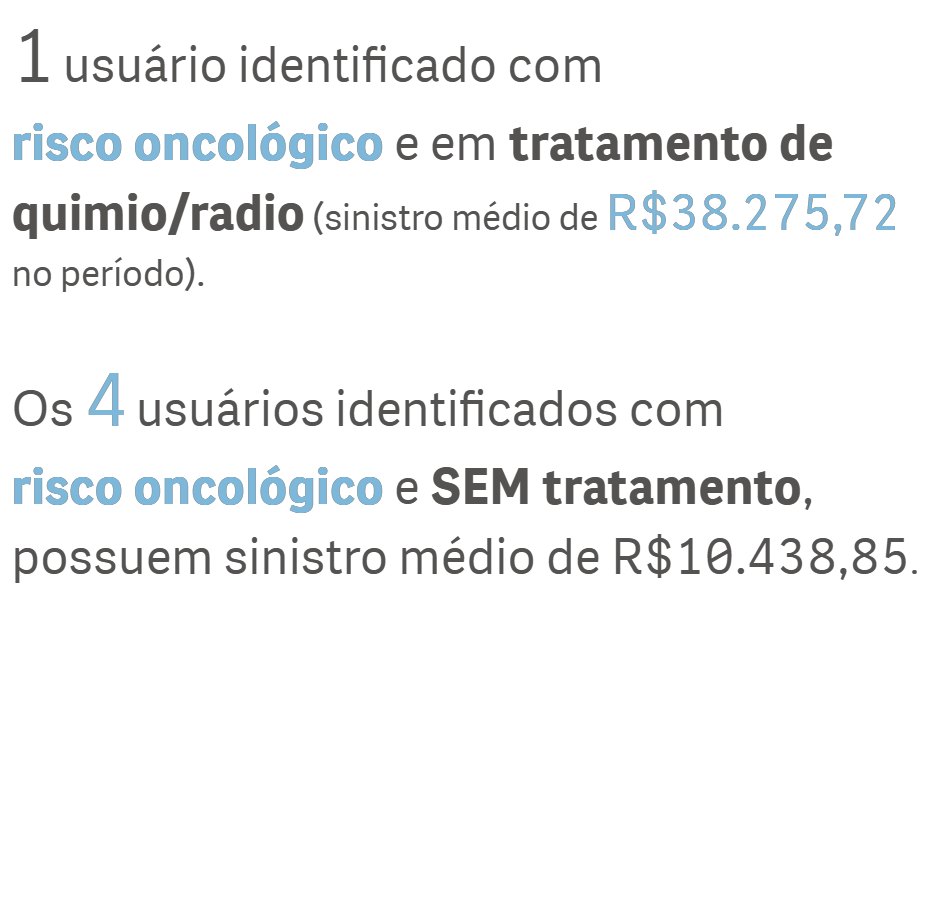 1 usuário identificado com
risco oncológico e em tratamento de
quimio/radio (sinistro médio de R$38.275,72
no período).
Os 4 usuários identificados com
risco oncológico e SEM tratamento,
possuem sinistro médio de R$10.438,85.